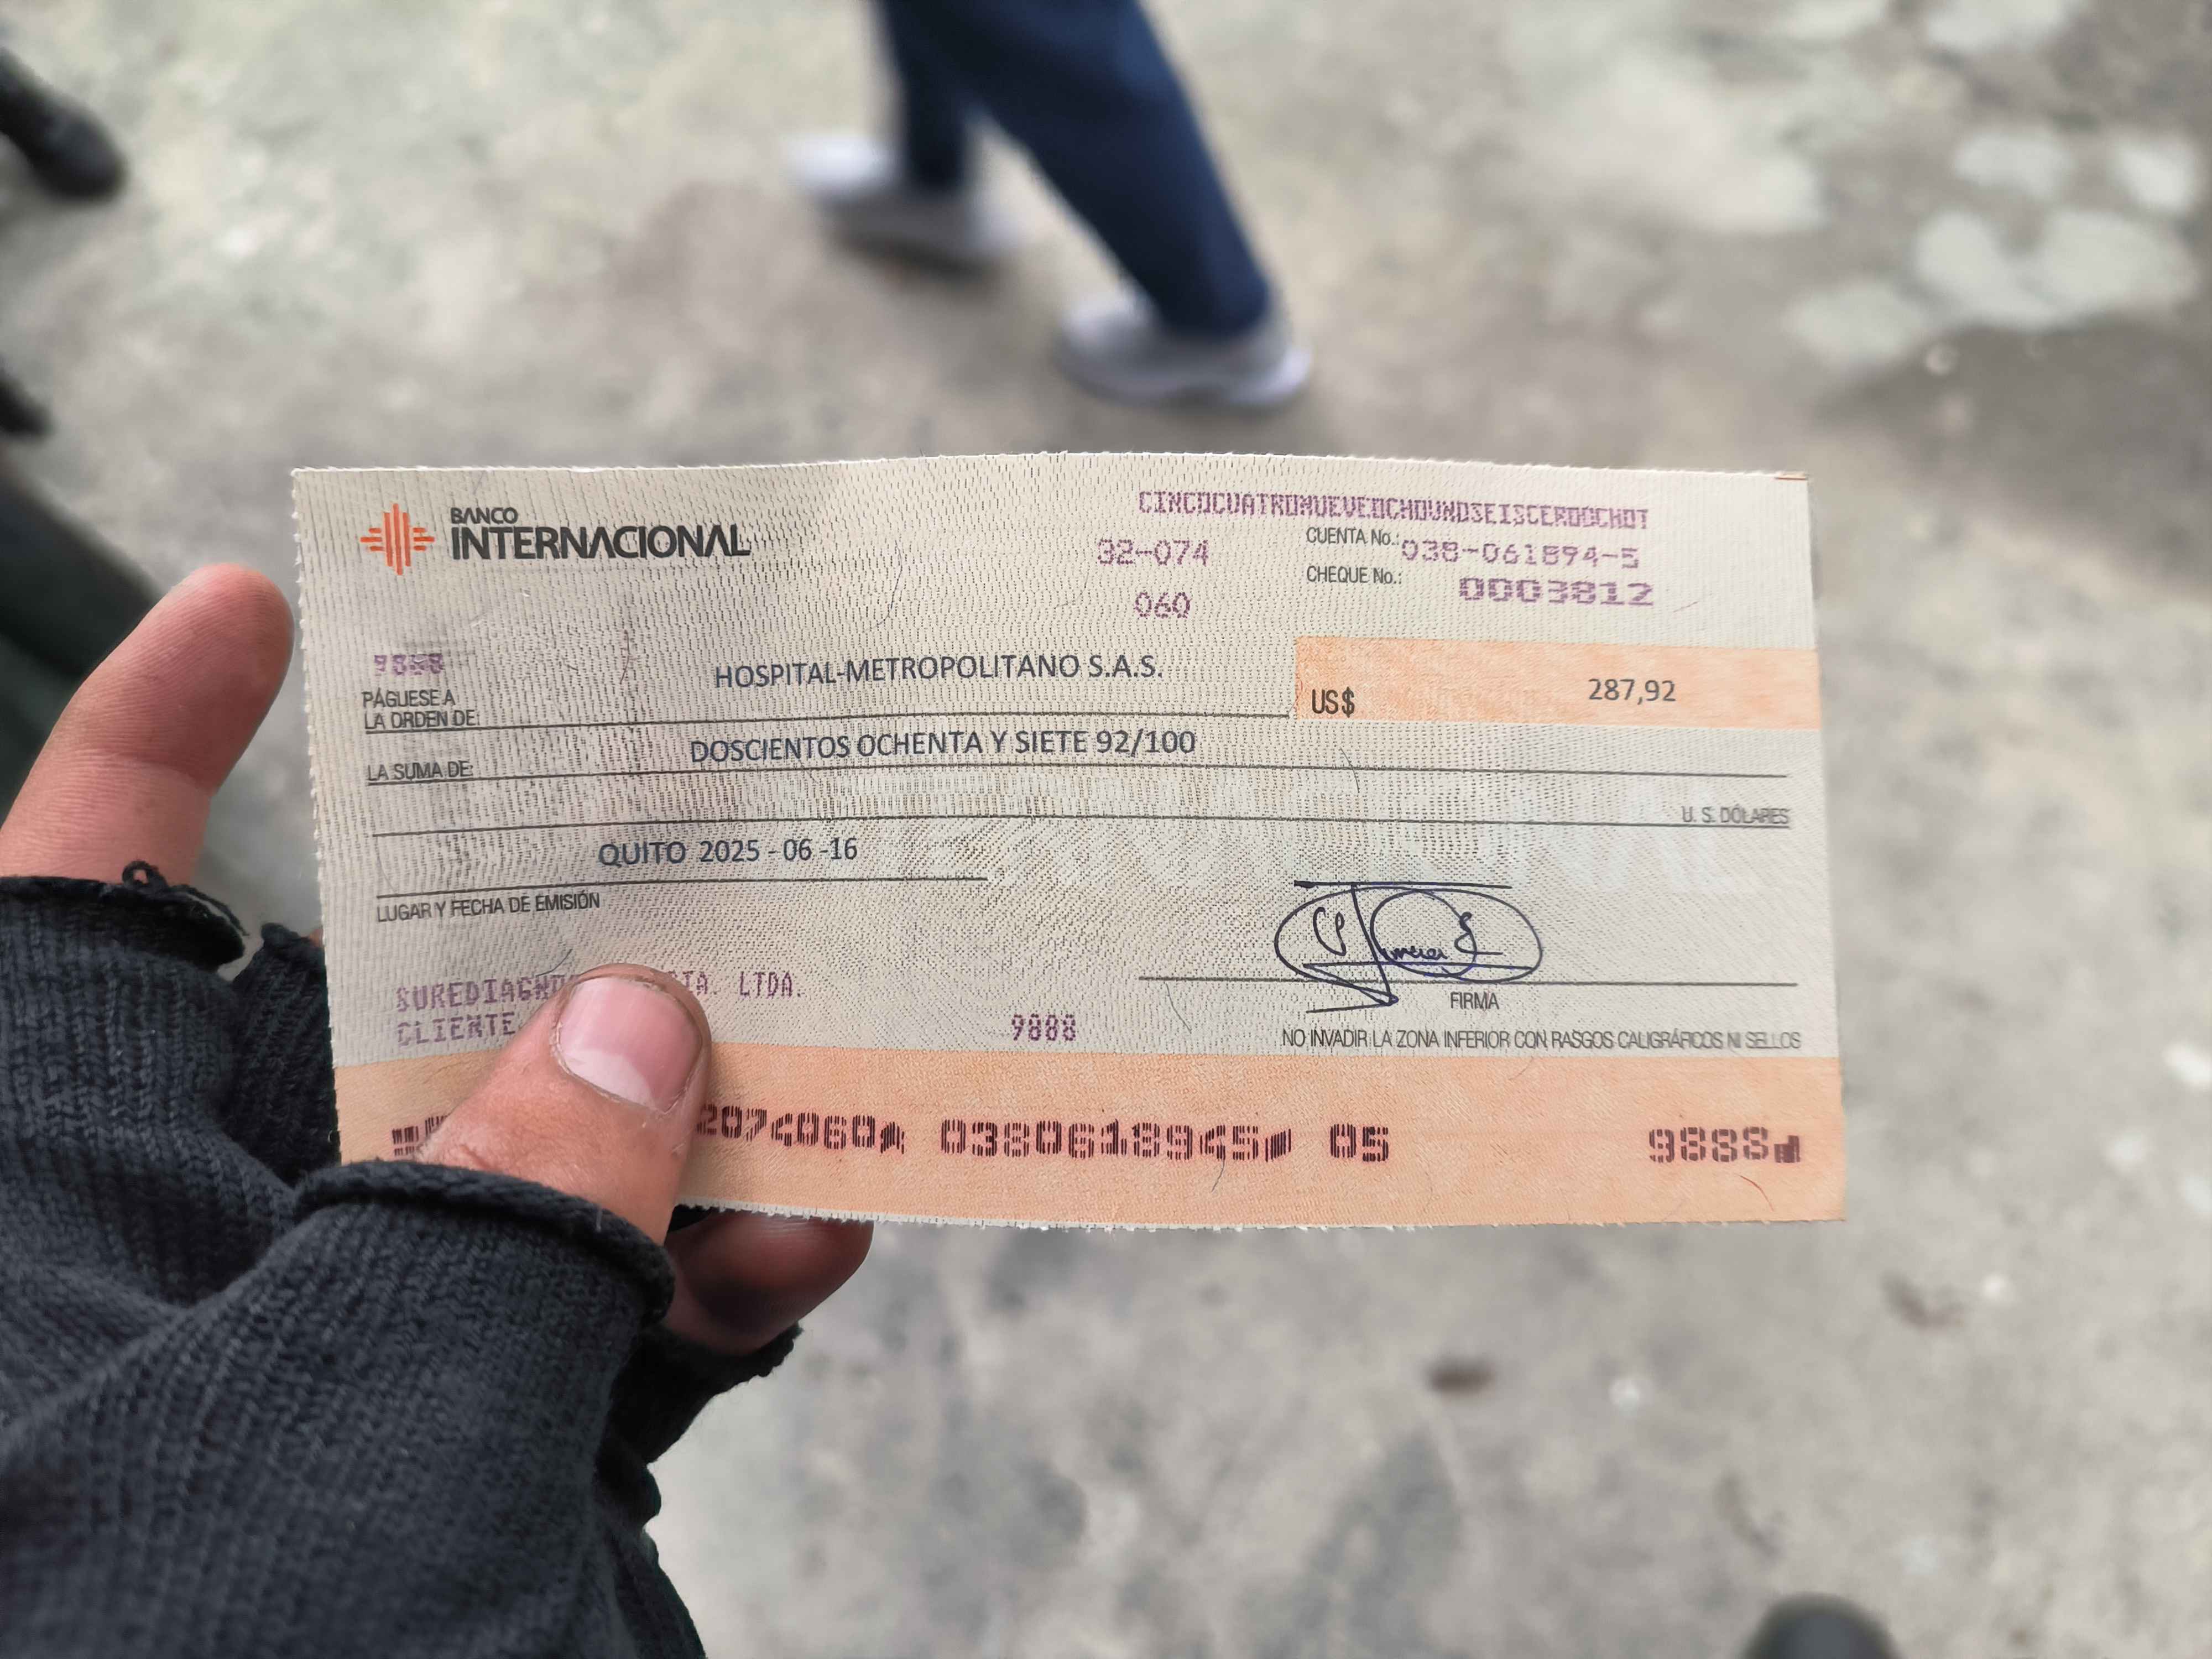 BANCO
INTERNACIONAL
CINCOCUATRONUEVEOCHOUNOSEISCEROOCHOT
32-074
CUENTA No.: 038-061894-5
060
CHEQUE No.: 0003812
9888
PÁGUESE A
LA ORDEN DE: HOSPITAL-METROPOLITANO S.A.S.
US$ 287,92
LA SUMA DE: DOSCIENTOS OCHENTA Y SIETE 92/100
U. S. DÓLARES
QUITO 2025 - 06 -16
LUGAR Y FECHA DE EMISIÓN
LTDA.
CLIENTE
9888
FIRMA
NO INVADIR LA ZONA INFERIOR CON RASGOS CALIGRÁFICOS NI SELLOS
2074060 0380618945 05 9888